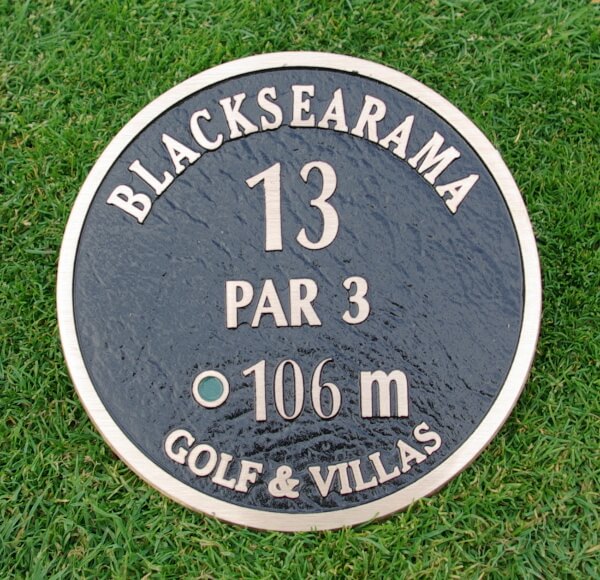 BLACKSEARAMA
13
PAR 3
106 m
GOLF & VILLAS